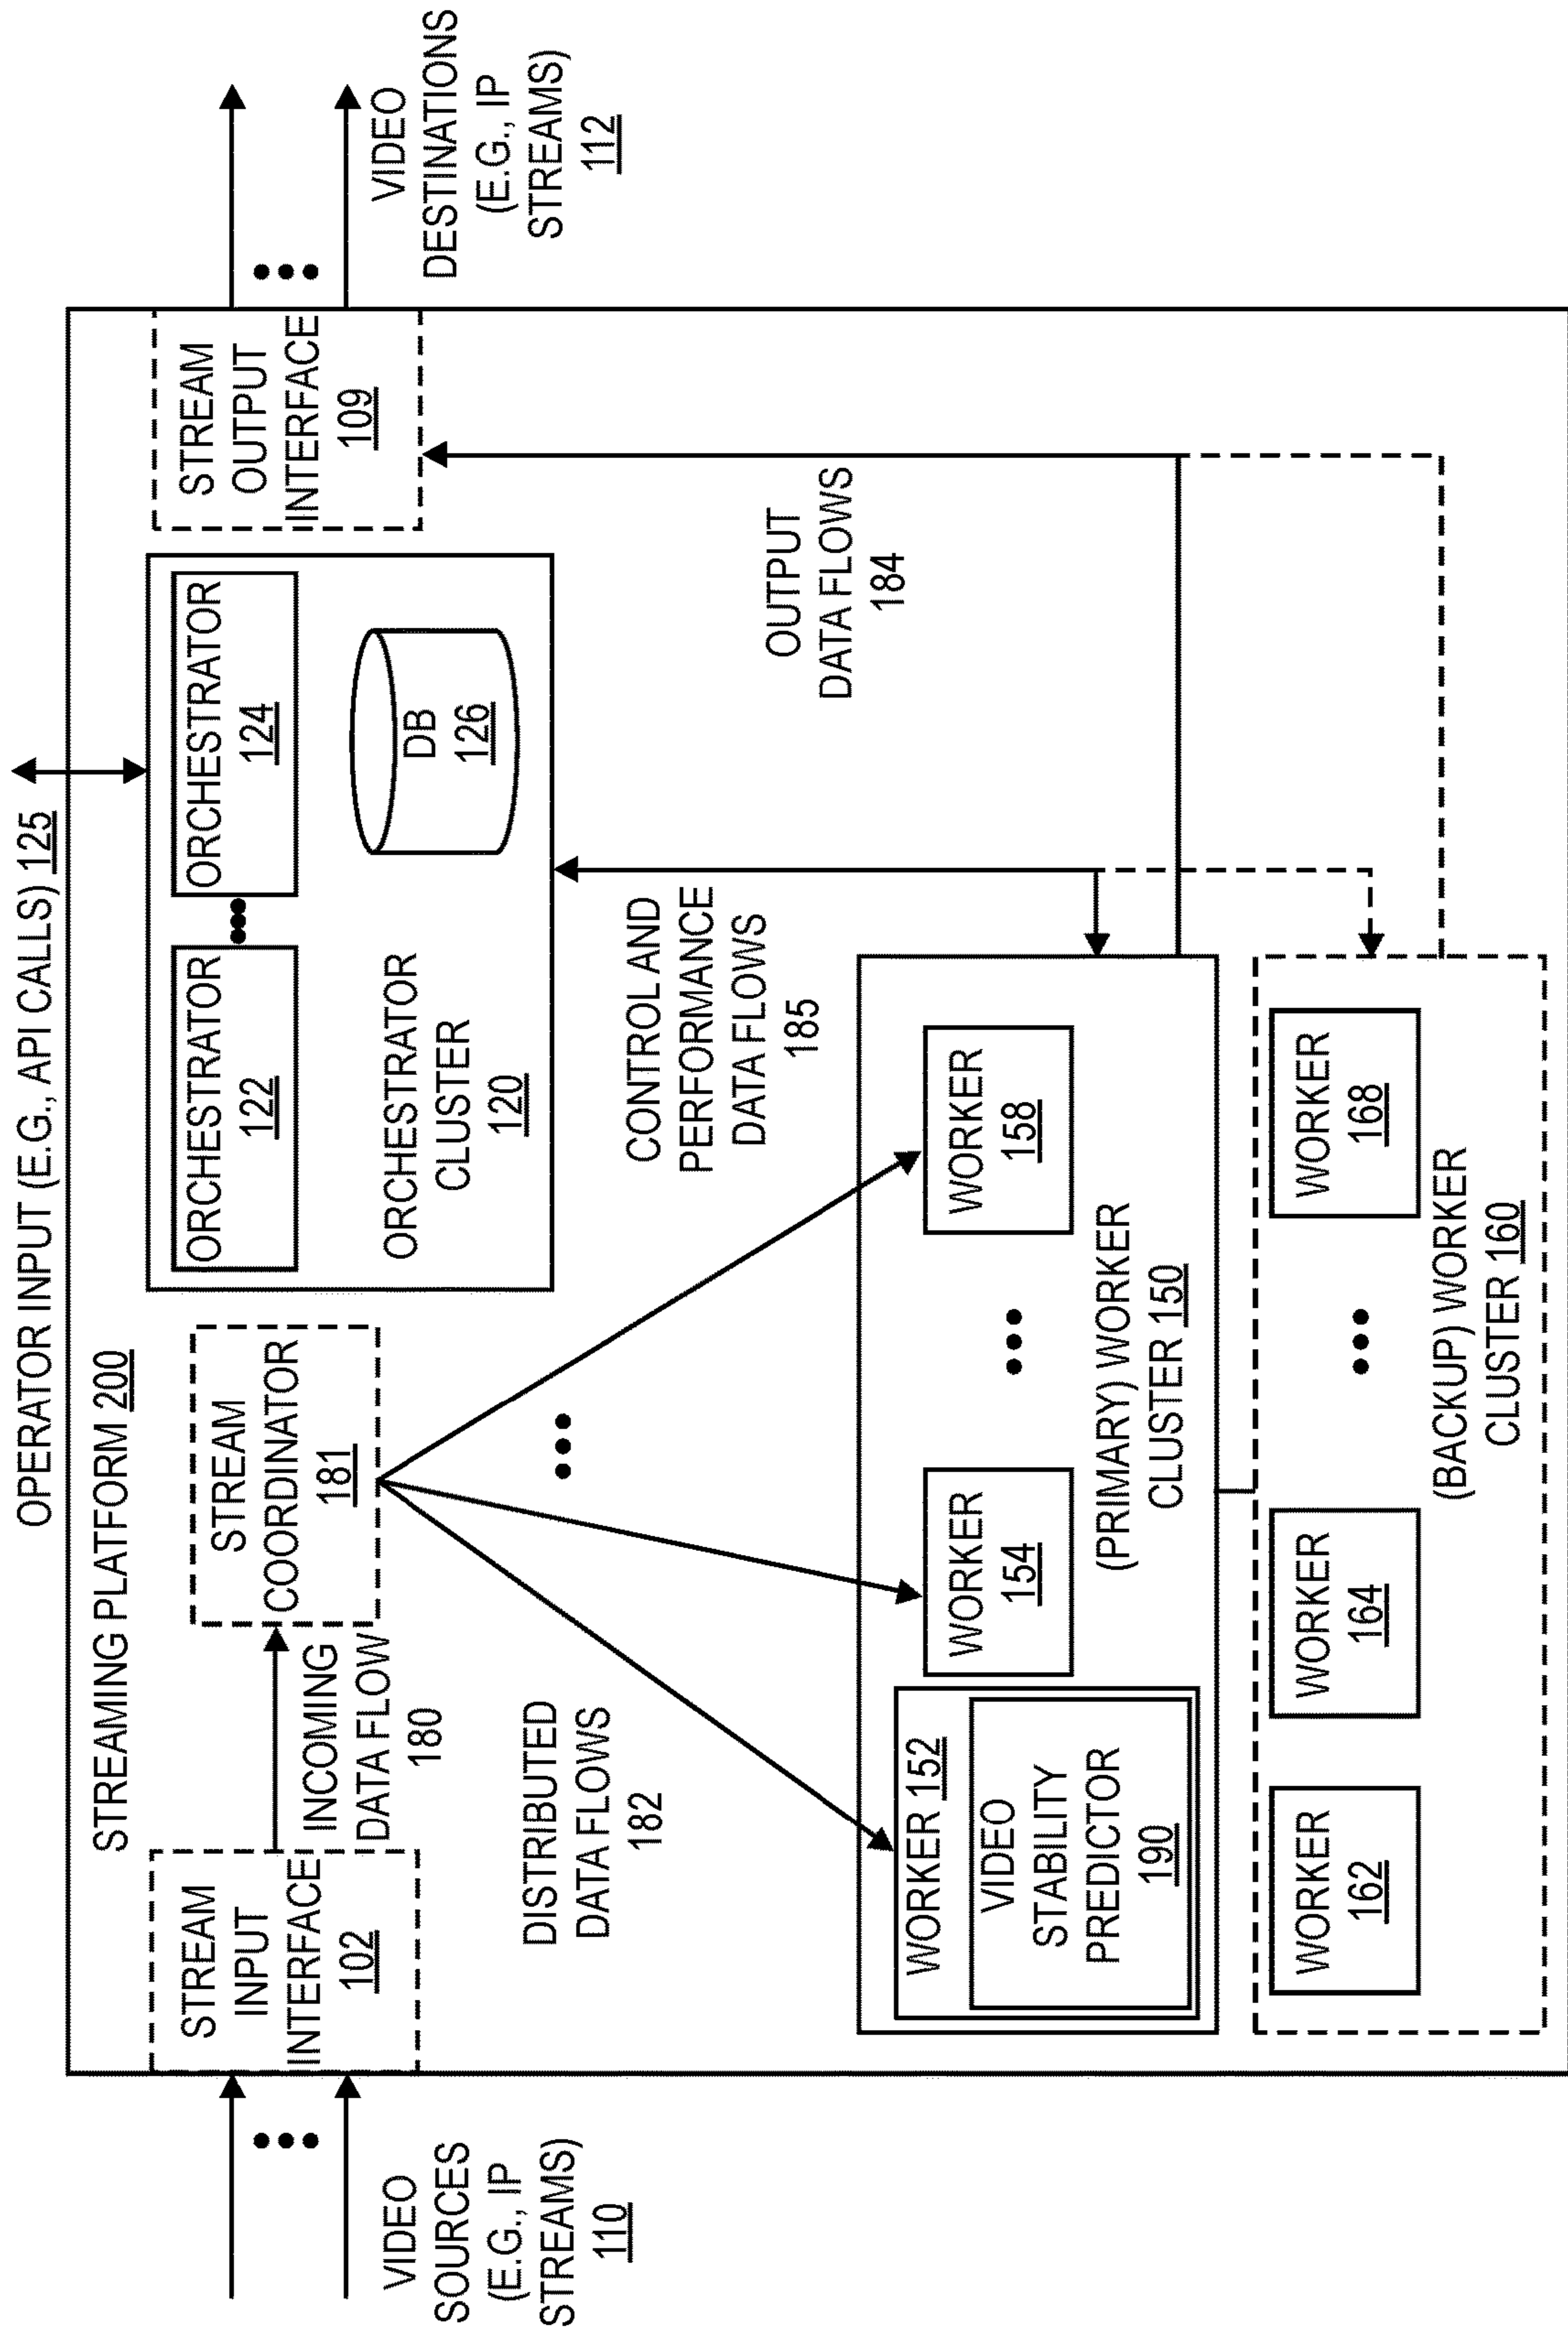 OPERATOR INPUT (E.G., API CALLS) 125
STREAMING PLATFORM 200
STREAM
INPUT
INTERFACE
102
INCOMING
DATA FLOW
180
STREAM
COORDINATOR
181
ORCHESTRATOR
122
ORCHESTRATOR
124
ORCHESTRATOR
CLUSTER
120
DB
126
STREAM
OUTPUT
INTERFACE
109
VIDEO
SOURCES
(E.G., IP
STREAMS)
110
VIDEO
DESTINATIONS
(E.G., IP
STREAMS)
112
DISTRIBUTED
DATA FLOWS
182
CONTROL AND
PERFORMANCE
DATA FLOWS
185
OUTPUT
DATA FLOWS
184
WORKER 152
VIDEO
STABILITY
PREDICTOR
190
WORKER
154
WORKER
158
(PRIMARY) WORKER
CLUSTER 150
WORKER
162
WORKER
164
WORKER
168
(BACKUP) WORKER
CLUSTER 160